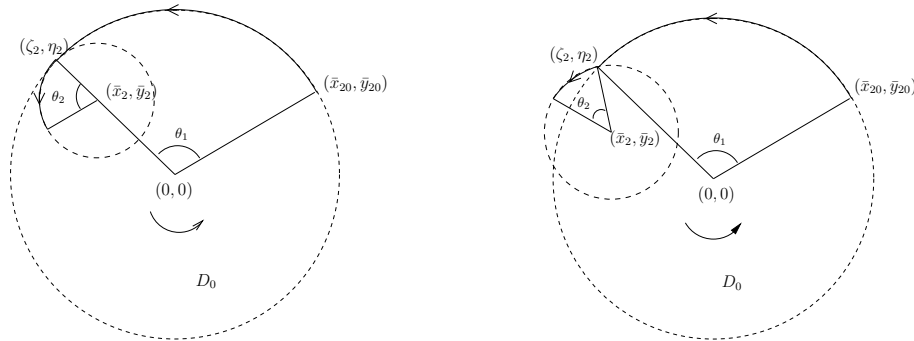 (ζ₂, η₂)
(x̄₂₀, ȳ₂₀)
θ₂
(x̄₂, ȳ₂)
θ₁
(0, 0)
D₀
(ζ₂, η₂)
(x̄₂₀, ȳ₂₀)
θ₂
(x̄₂, ȳ₂)
θ₁
(0, 0)
D₀